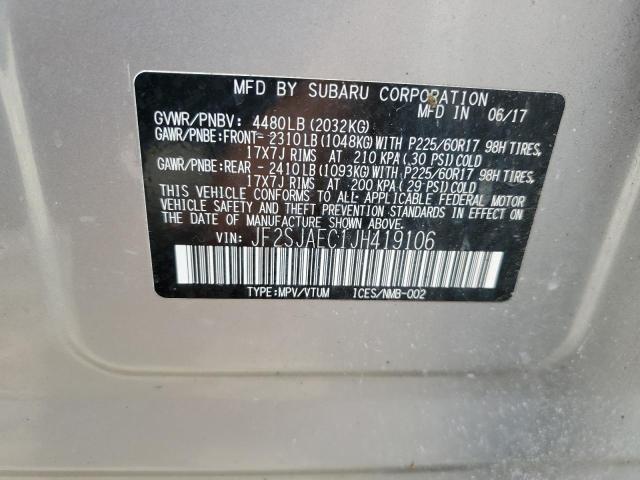 MFD BY SUBARU CORPORATION
MFD IN 06/17
GVWR/PNBV: 4480LB (2032KG)
GAWR/PNBE:FRONT- 2310LB (1048KG) WITH P225/60R17 98H TIRES,
17X7J RIMS AT 210 KPA ( 30 PSI) COLD
GAWR/PNBE:REAR - 2410LB (1093KG) WITH P225/60R17 98H TIRES,
17X7J RIMS AT 200 KPA ( 29 PSI) COLD
THIS VEHICLE CONFORMS TO ALL APPLICABLE FEDERAL MOTOR
VEHICLE SAFETY, BUMPER, AND THEFT PREVENTION STANDARDS
IN EFFECT ON THE DATE OF MANUFACTURE SHOWN ABOVE.
VIN: JF2SJAEC1JH419106
TYPE:MPV/VTUM ICES/NMB-002